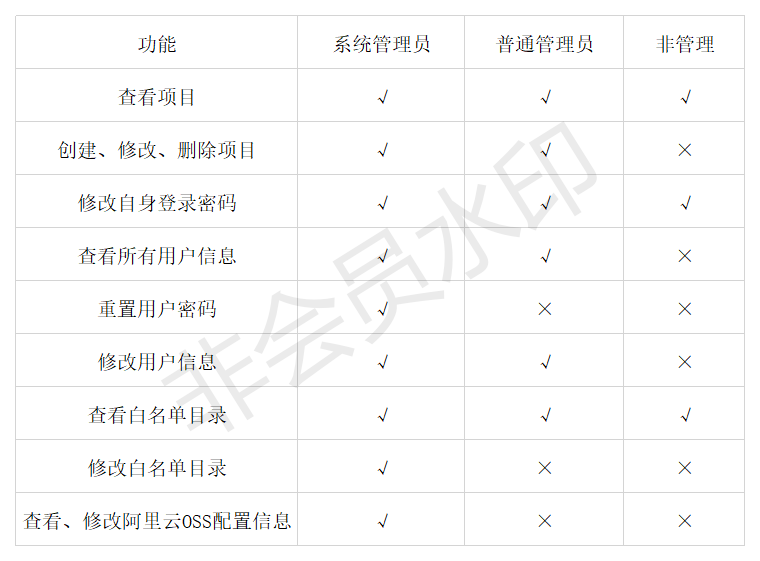 功能 系统管理员 普通管理员 非管理
查看项目 √ √ √
创建、修改、删除项目 √ √ ×
修改自身登录密码 √ √ √
查看所有用户信息 √ √ ×
重置用户密码 √ × ×
修改用户信息 √ √ ×
查看白名单目录 √ √ √
修改白名单目录 √ × ×
查看、修改阿里云OSS配置信息 √ × ×
非会员水印